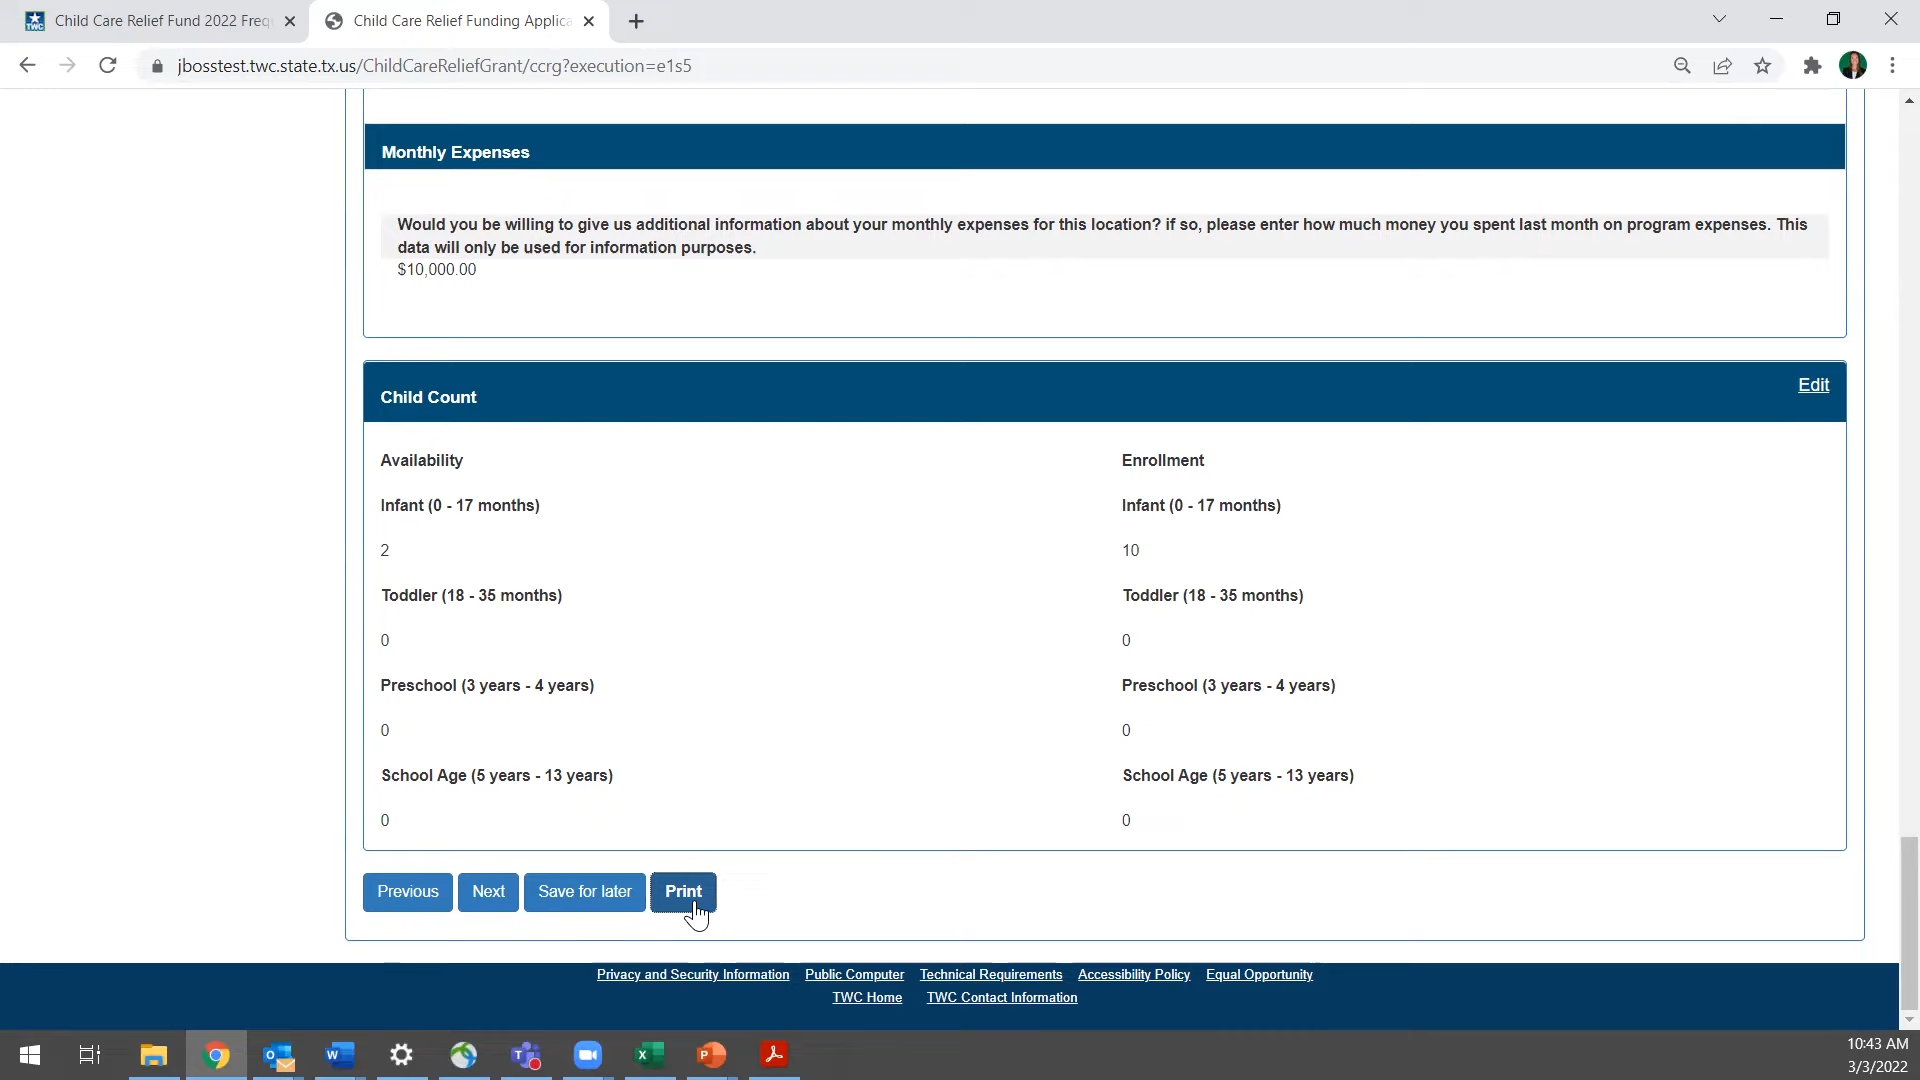 Child Care Relief Fund 2022 Freq
Child Care Relief Funding Applica
jbosstest.twc.state.tx.us/ChildCareReliefGrant/ccrg?execution=e1s5
Monthly Expenses
Would you be willing to give us additional information about your monthly expenses for this location? if so, please enter how much money you spent last month on program expenses. This
data will only be used for information purposes.
$10,000.00
Child Count
Edit
Availability
Enrollment
Infant (0 - 17 months)
Infant (0 - 17 months)
2
10
Toddler (18 - 35 months)
Toddler (18 - 35 months)
0
0
Preschool (3 years - 4 years)
Preschool (3 years - 4 years)
0
0
School Age (5 years - 13 years)
School Age (5 years - 13 years)
0
0
Previous
Next
Save for later
Print
Privacy and Security Information
Public Computer
Technical Requirements
Accessibility Policy
Equal Opportunity
TWC Home
TWC Contact Information
10:43 AM
3/3/2022